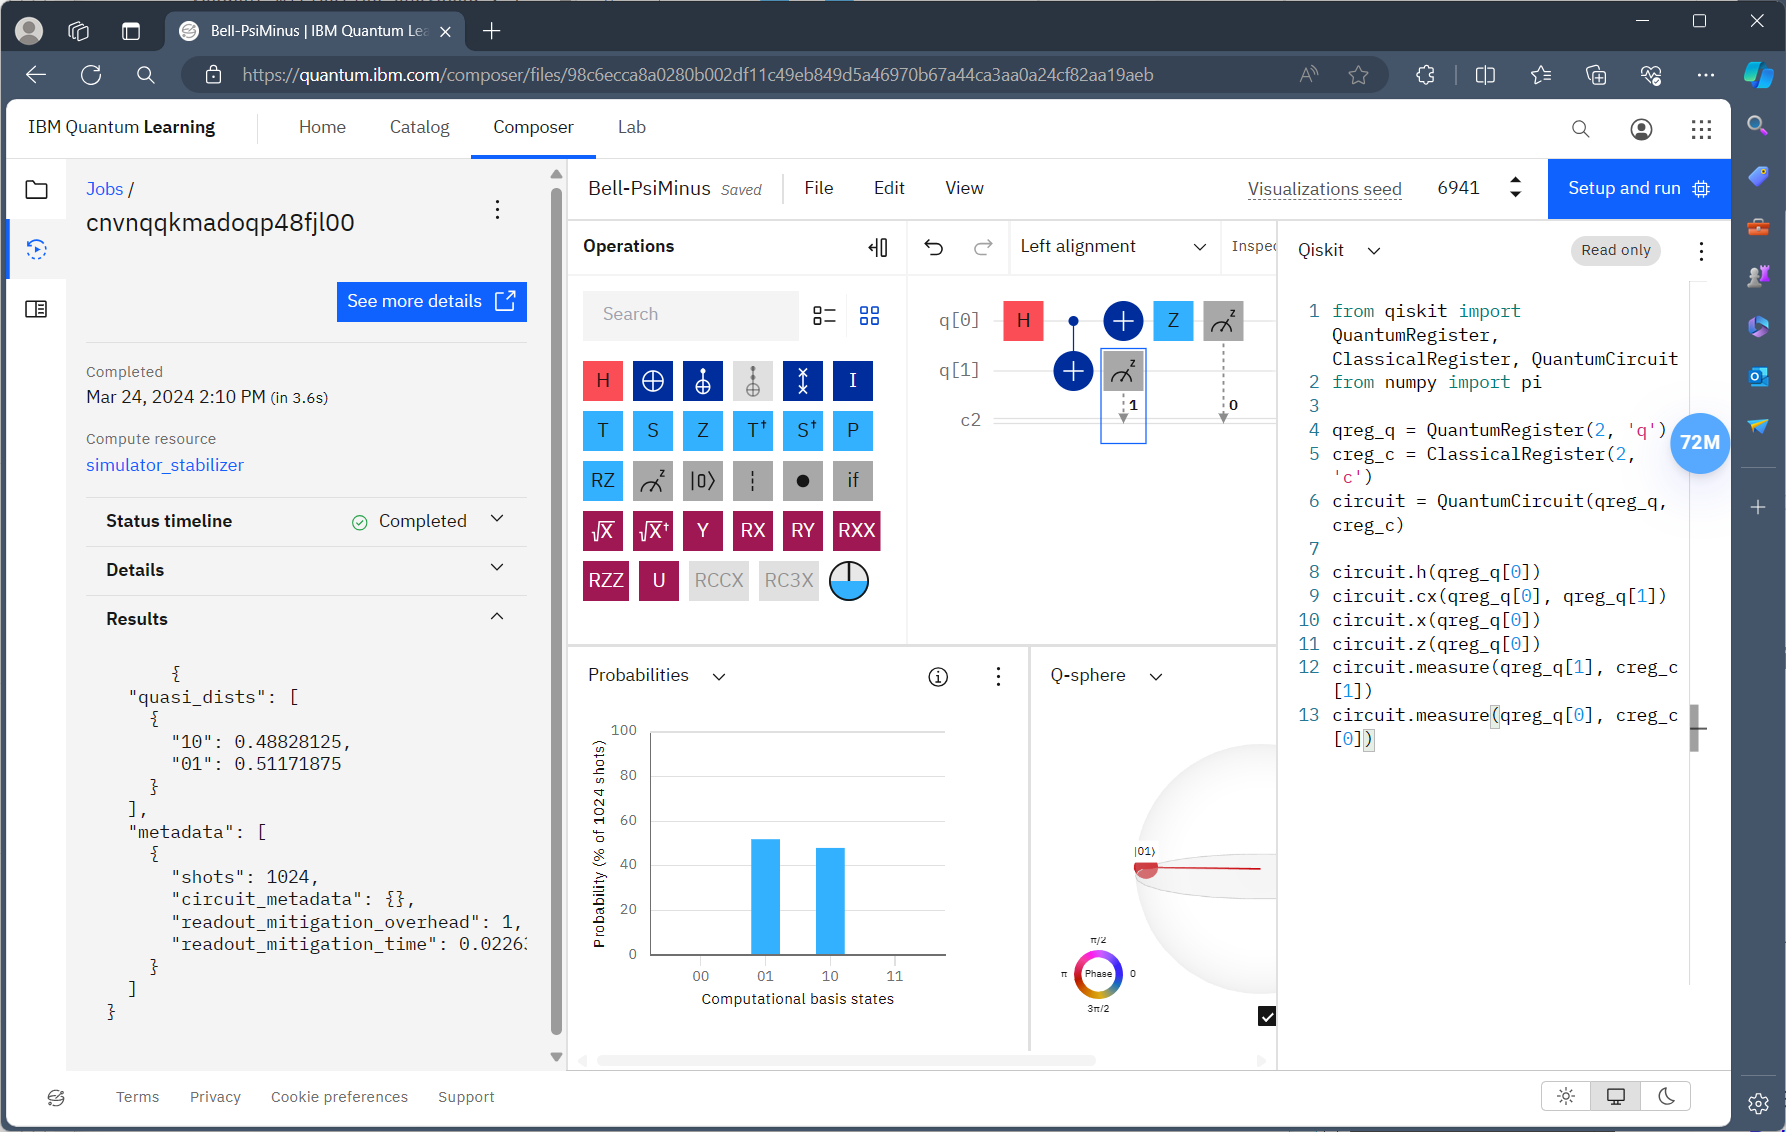 Bell-PsiMinus | IBM Quantum Lea
https://quantum.ibm.com/composer/files/98c6ecca8a0280b002df11c49eb849d5a46970b67a44ca3aa0a24cf82aa19aeb
IBM Quantum Learning
Home
Catalog
Composer
Lab
Jobs /
cnvnqqkmadoqp48fjl00
See more details
Completed
Mar 24, 2024 2:10 PM (in 3.6s)
Compute resource
simulator_stabilizer
Status timeline
Completed
Details
Results
{
"quasi_dists": [
{
"10": 0.48828125,
"01": 0.51171875
}
],
"metadata": [
{
"shots": 1024,
"circuit_metadata": {},
"readout_mitigation_overhead": 1,
"readout_mitigation_time": 0.0226
}
]
}
Bell-PsiMinus Saved
File
Edit
View
Visualizations seed
6941
Setup and run
Operations
Search
H I
T S Z T† S† P
RZ z |0⟩ if
√X √X† Y RX RY RXX
RZZ U RCCX RC3X
Left alignment
Inspec
q[0] H Z z
q[1] z
c2 1 0
Probabilities
Probability (% of 1024 shots)
100
80
60
40
20
0
00 01 10 11
Computational basis states
Q-sphere
|01⟩
π/2
π Phase 0
3π/2
Qiskit
Read only
1 from qiskit import
QuantumRegister,
ClassicalRegister, QuantumCircuit
2 from numpy import pi
3
4 qreg_q = QuantumRegister(2, 'q')
5 creg_c = ClassicalRegister(2,
'c')
6 circuit = QuantumCircuit(qreg_q,
creg_c)
7
8 circuit.h(qreg_q[0])
9 circuit.cx(qreg_q[0], qreg_q[1])
10 circuit.x(qreg_q[0])
11 circuit.z(qreg_q[0])
12 circuit.measure(qreg_q[1], creg_c
[1])
13 circuit.measure(qreg_q[0], creg_c
[0])
72M
Terms
Privacy
Cookie preferences
Support